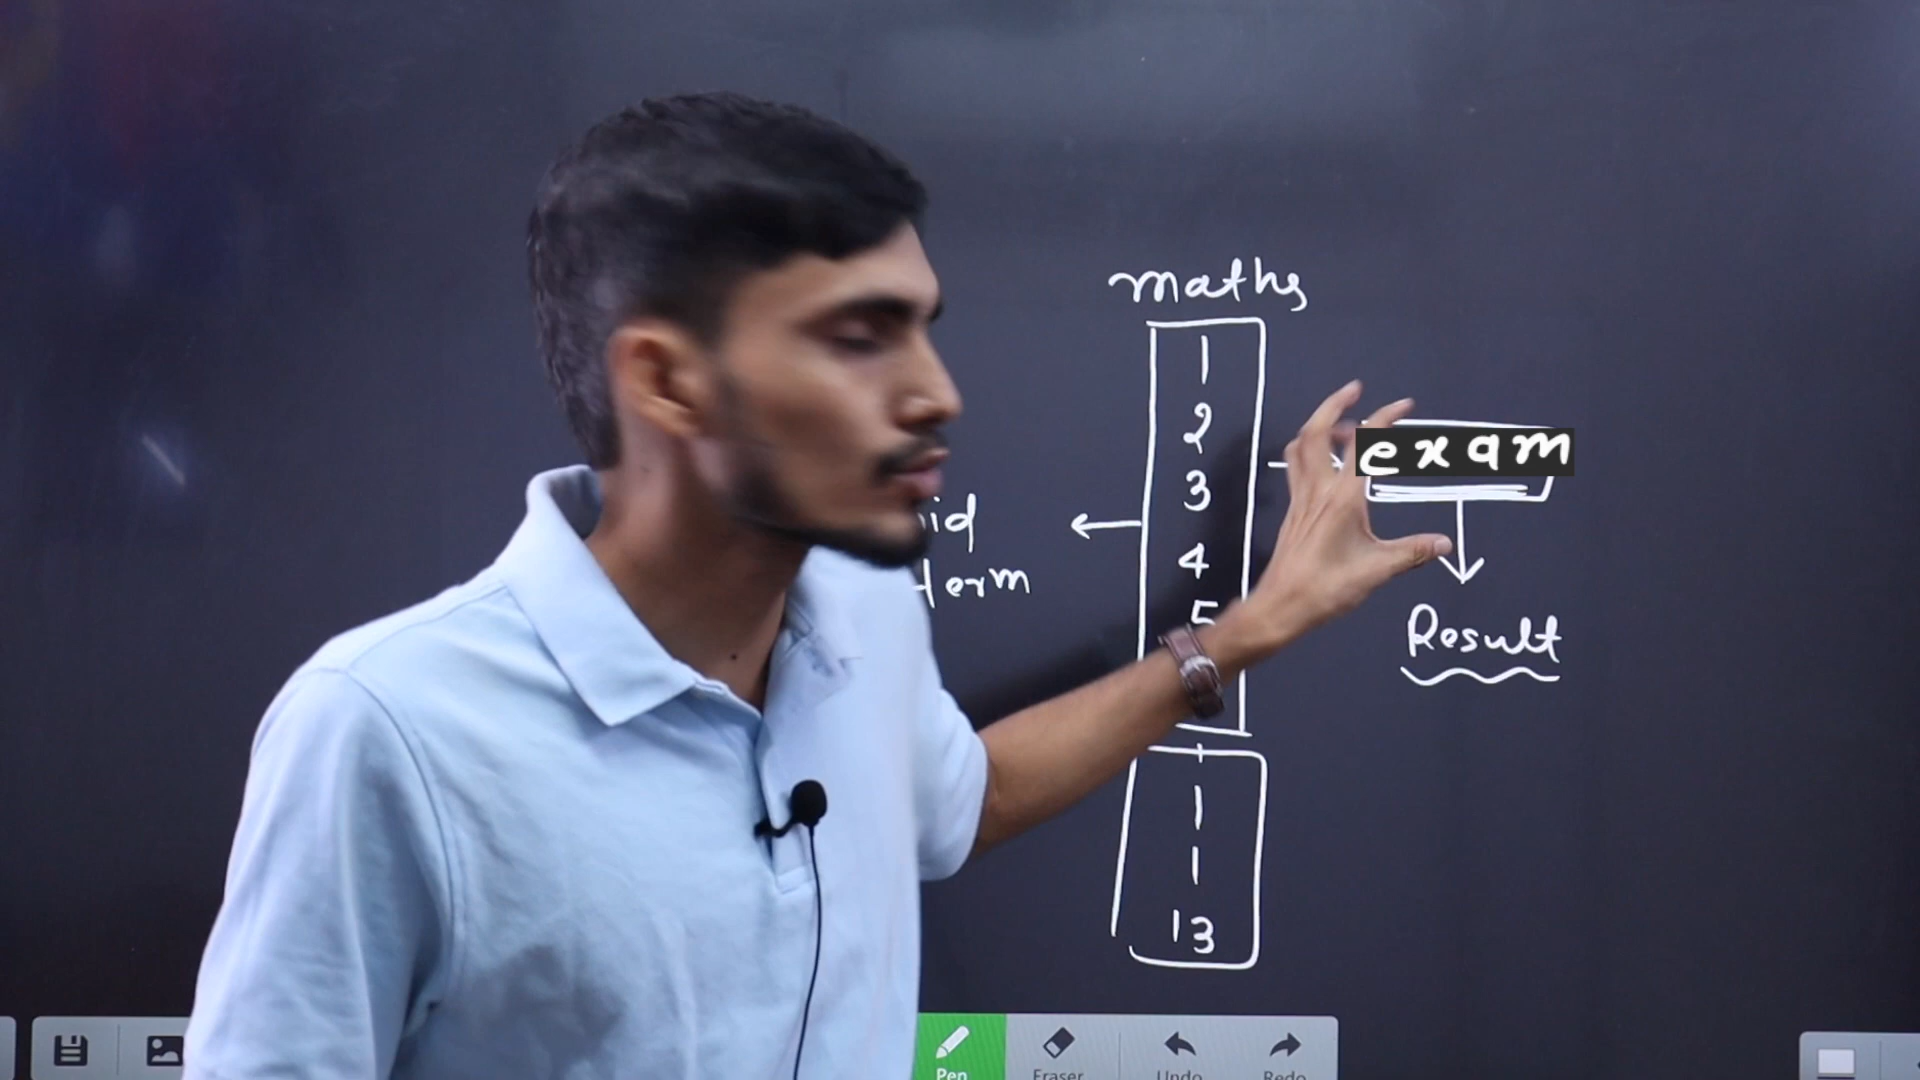 maths
1
2
3
4
5
1
1
13
exam
Result
id
term
Pen
Eraser
Undo
Redo